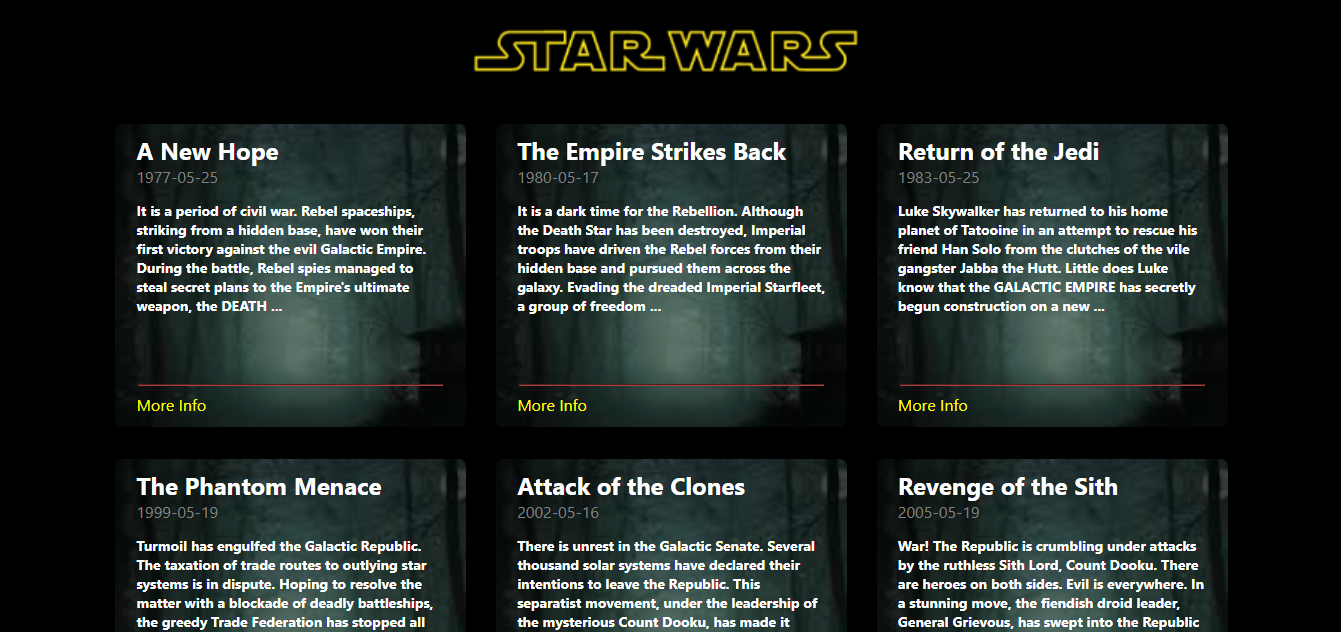 STAR WARS
A New Hope
1977-05-25
It is a period of civil war. Rebel spaceships,
striking from a hidden base, have won their
first victory against the evil Galactic Empire.
During the battle, Rebel spies managed to
steal secret plans to the Empire's ultimate
weapon, the DEATH ...
More Info
The Empire Strikes Back
1980-05-17
It is a dark time for the Rebellion. Although
the Death Star has been destroyed, Imperial
troops have driven the Rebel forces from their
hidden base and pursued them across the
galaxy. Evading the dreaded Imperial Starfleet,
a group of freedom ...
More Info
Return of the Jedi
1983-05-25
Luke Skywalker has returned to his home
planet of Tatooine in an attempt to rescue his
friend Han Solo from the clutches of the vile
gangster Jabba the Hutt. Little does Luke
know that the GALACTIC EMPIRE has secretly
begun construction on a new ...
More Info
The Phantom Menace
1999-05-19
Turmoil has engulfed the Galactic Republic.
The taxation of trade routes to outlying star
systems is in dispute. Hoping to resolve the
matter with a blockade of deadly battleships,
the greedy Trade Federation has stopped all
Attack of the Clones
2002-05-16
There is unrest in the Galactic Senate. Several
thousand solar systems have declared their
intentions to leave the Republic. This
separatist movement, under the leadership of
the mysterious Count Dooku, has made it
Revenge of the Sith
2005-05-19
War! The Republic is crumbling under attacks
by the ruthless Sith Lord, Count Dooku. There
are heroes on both sides. Evil is everywhere. In
a stunning move, the fiendish droid leader,
General Grievous, has swept into the Republic